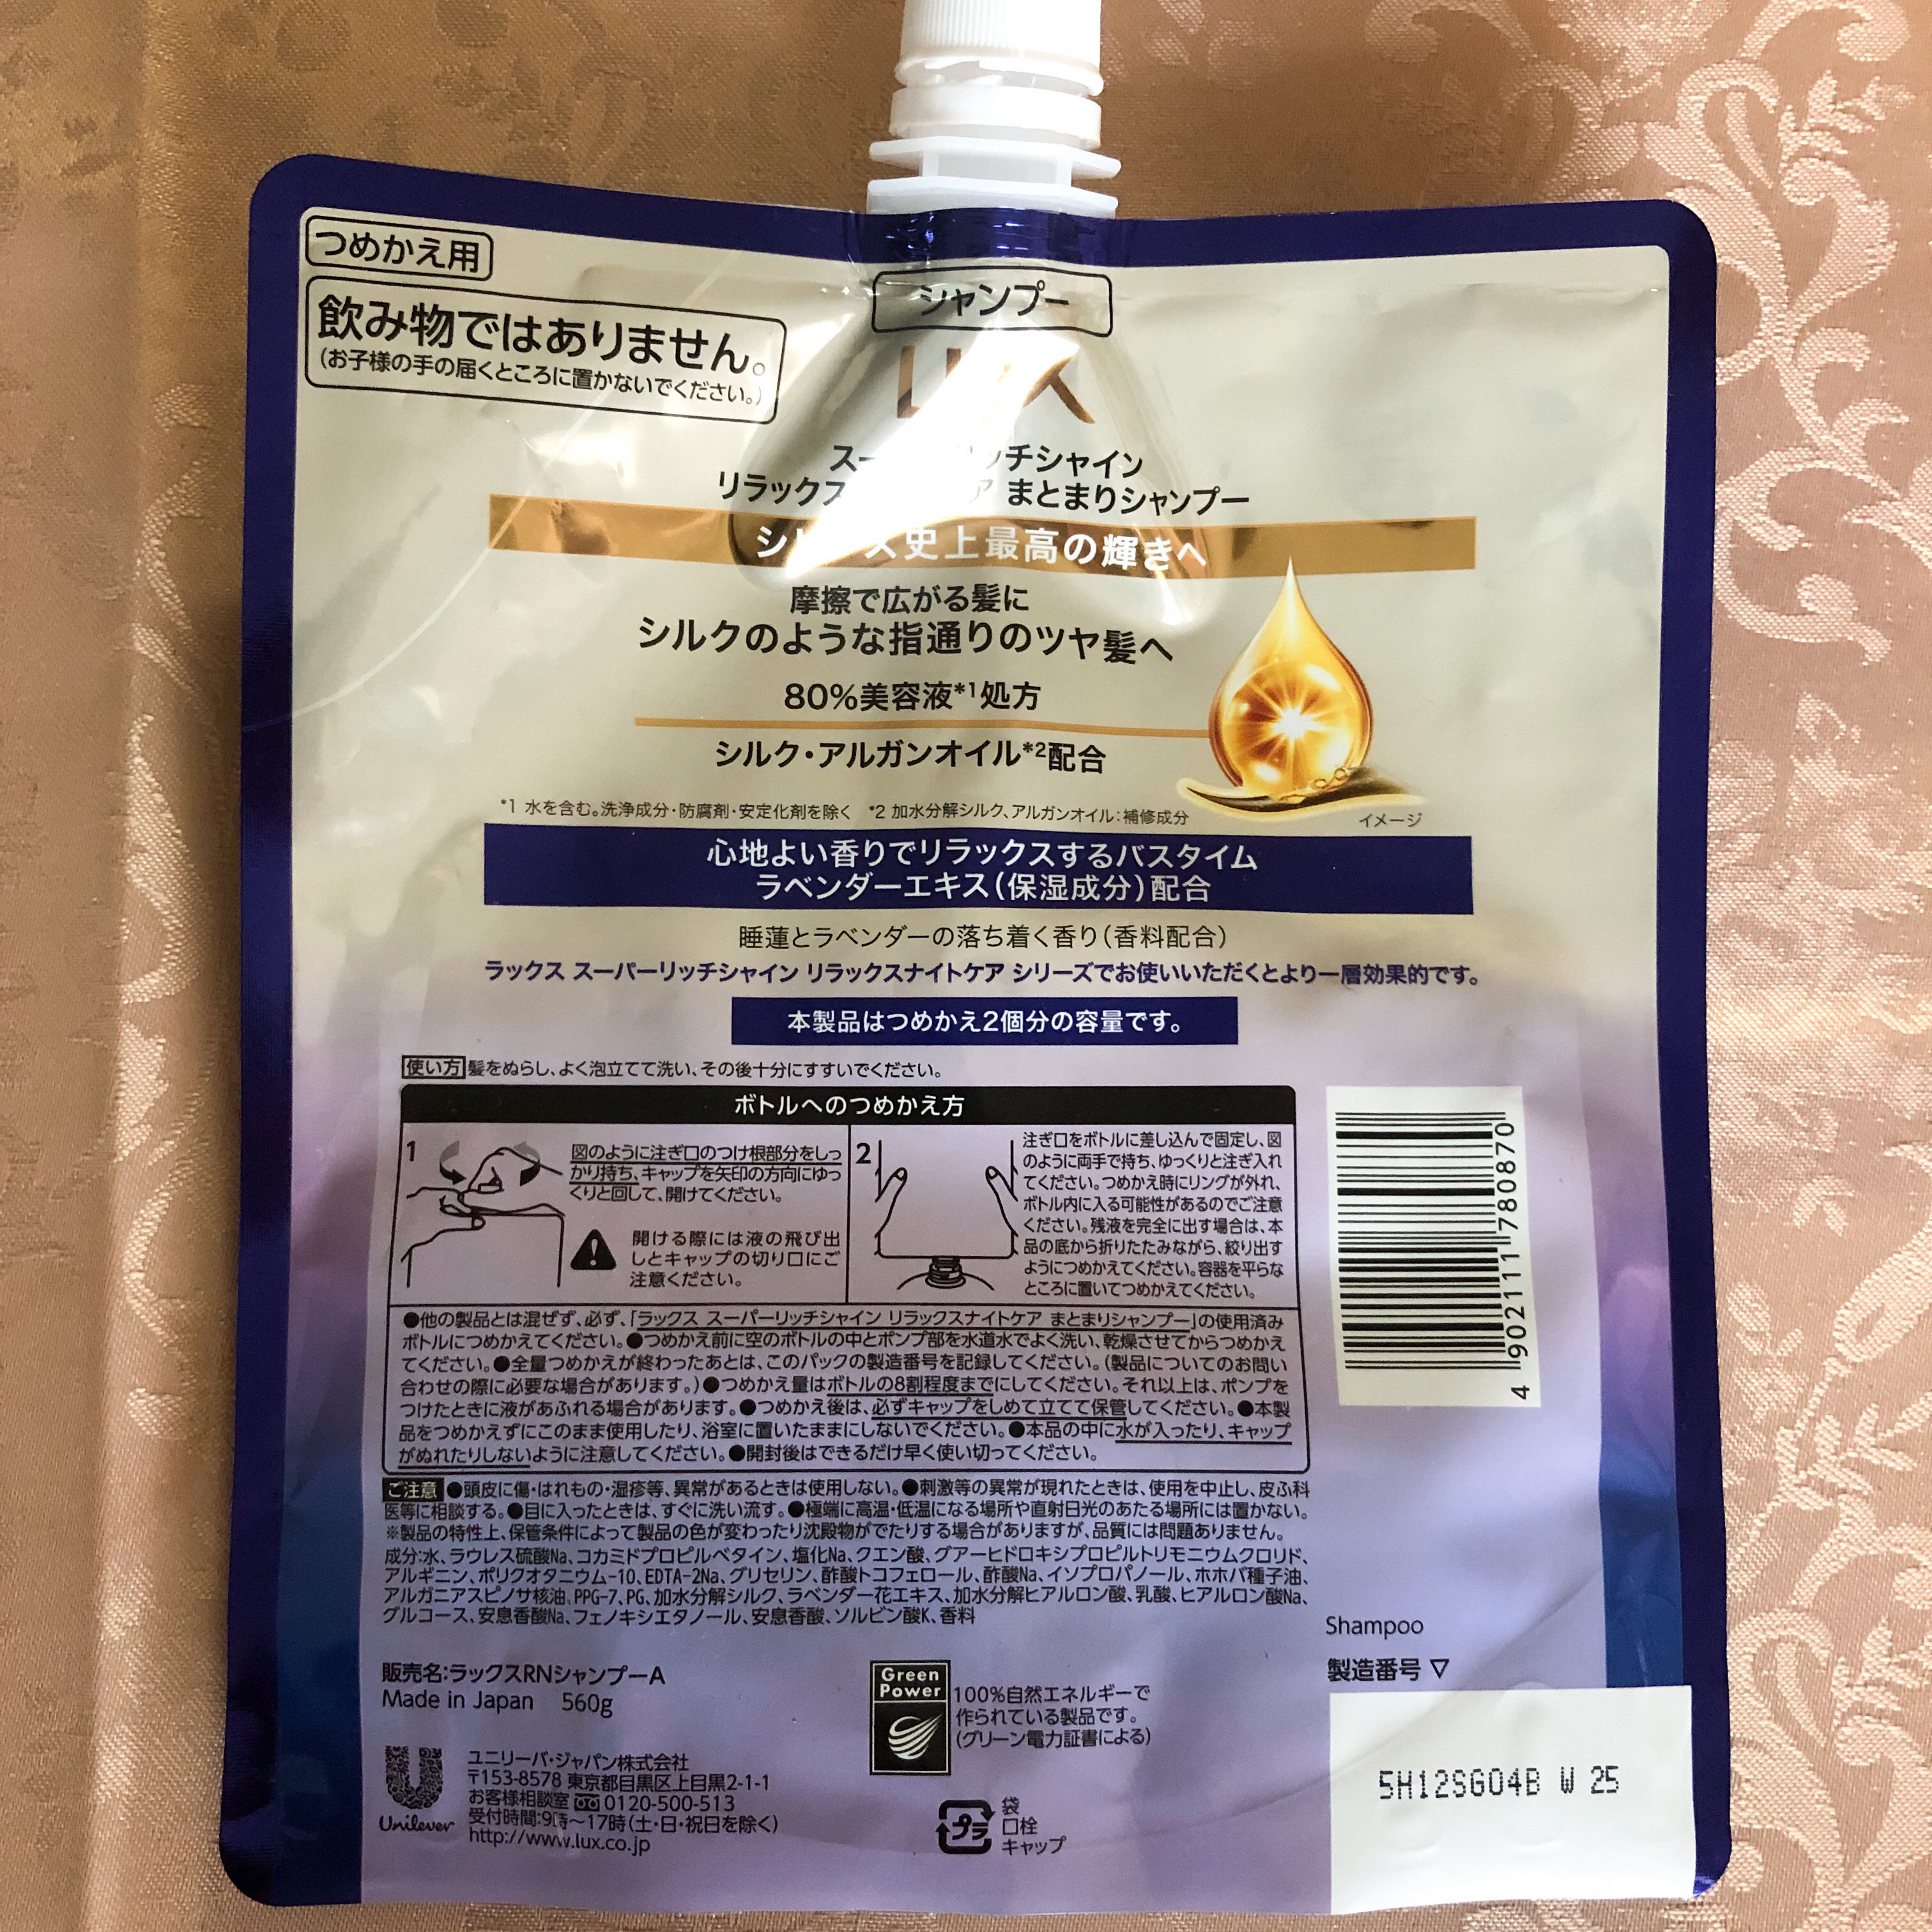 つめかえ用
飲み物ではありません。
(お子様の手の届くところに置かないでください。)
シャンプー
LUX
リッチシャイン
リラックス まとまりシャンプー
史上最高の輝きへ
摩擦で広がる髪に
シルクのような指通りのツヤ髪へ
80%美容液*1処方
シルク・アルガンオイル*2配合
*1 水を含む。洗浄成分・防腐剤・安定化剤を除く *2 加水分解シルク、アルガンオイル:補修成分
イメージ
心地よい香りでリラックスするバスタイム
ラベンダーエキス(保湿成分)配合
睡蓮とラベンダーの落ち着く香り(香料配合)
ラックス スーパーリッチシャイン リラックスナイトケア シリーズでお使いいただくとより一層効果的です。
本製品はつめかえ2個分の容量です。
使い方 髪をぬらし、よく泡立てて洗い、その後十分にすすいでください。
ボトルへのつめかえ方
1
図のように注ぎ口のつけ根部分をしっ
かり持ち、キャップを矢印の方向にゆっ
くりと回して、開けてください。
開ける際には液の飛び出
しとキャップの切り口にご
注意ください。
2
注ぎ口をボトルに差し込んで固定し、図
のように両手で持ち、ゆっくりと注ぎ入れ
てください。つめかえ時にリングが外れ、
ボトル内に入る可能性があるのでご注意
ください。残液を完全に出す場合は、本
品の底から折りたたみながら、絞り出す
ようにつめかえてください。容器を平らな
ところに置いてつめかえてください。
●他の製品とは混ぜず、必ず、「ラックス スーパーリッチシャイン リラックスナイトケア まとまりシャンプー」の使用済み
ボトルにつめかえてください。●つめかえ前に空のボトルの中とポンプ部を水道水でよく洗い、乾燥させてからつめかえ
てください。●全量つめかえが終わったあとは、このパックの製造番号を記録してください。(製品についてのお問い
合わせの際に必要な場合があります。)●つめかえ量はボトルの8割程度までにしてください。それ以上は、ポンプを
つけたときに液があふれる場合があります。●つめかえ後は、必ずキャップをしめて立てて保管してください。●本製
品をつめかえずにこのまま使用したり、浴室に置いたままにしないでください。●本品の中に水が入ったり、キャップ
がぬれたりしないように注意してください。●開封後はできるだけ早く使い切ってください。
ご注意 ●頭皮に傷・はれもの・湿疹等、異常があるときは使用しない。●刺激等の異常が現れたときは、使用を中止し、皮ふ科
医等に相談する。●目に入ったときは、すぐに洗い流す。●極端に高温・低温になる場所や直射日光のあたる場所には置かない。
※製品の特性上、保管条件によって製品の色が変わったり沈殿物がでたりする場合がありますが、品質には問題ありません。
成分:水、ラウレス硫酸Na、コカミドプロピルベタイン、塩化Na、クエン酸、グアーヒドロキシプロピルトリモニウムクロリド、
アルギニン、ポリクオタニウム-10、EDTA-2Na、グリセリン、酢酸トコフェロール、酢酸Na、イソプロパノール、ホホバ種子油、
アルガニアスピノサ核油、PPG-7、PG、加水分解シルク、ラベンダー花エキス、加水分解ヒアルロン酸、乳酸、ヒアルロン酸Na、
グルコース、安息香酸Na、フェノキシエタノール、安息香酸、ソルビン酸K、香料
販売名:ラックスRNシャンプーA
Made in Japan 560g
Unilever
ユニリーバ・ジャパン株式会社
〒153-8578 東京都目黒区上目黒2-1-1
お客様相談室 0120-500-513
受付時間:9時~17時(土・日・祝日を除く)
http://www.lux.co.jp
Green
Power
100%自然エネルギーで
作られている製品です。
(グリーン電力証書による)
プラ
袋
口栓
キャップ
4 902111 780870
Shampoo
製造番号 ▽
5H12SG04B W 25